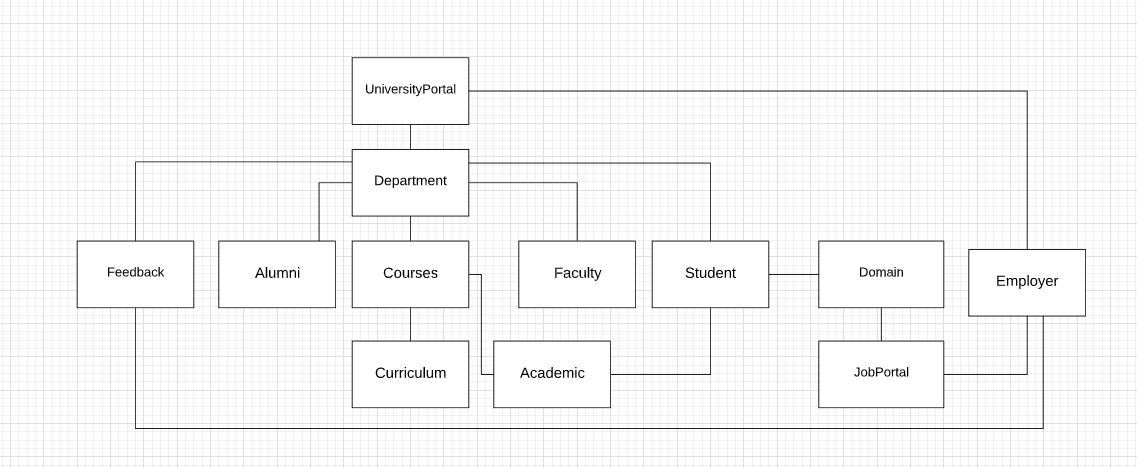 UniversityPortal
Department
Feedback
Alumni
Courses
Faculty
Student
Domain
Employer
Curriculum
Academic
JobPortal